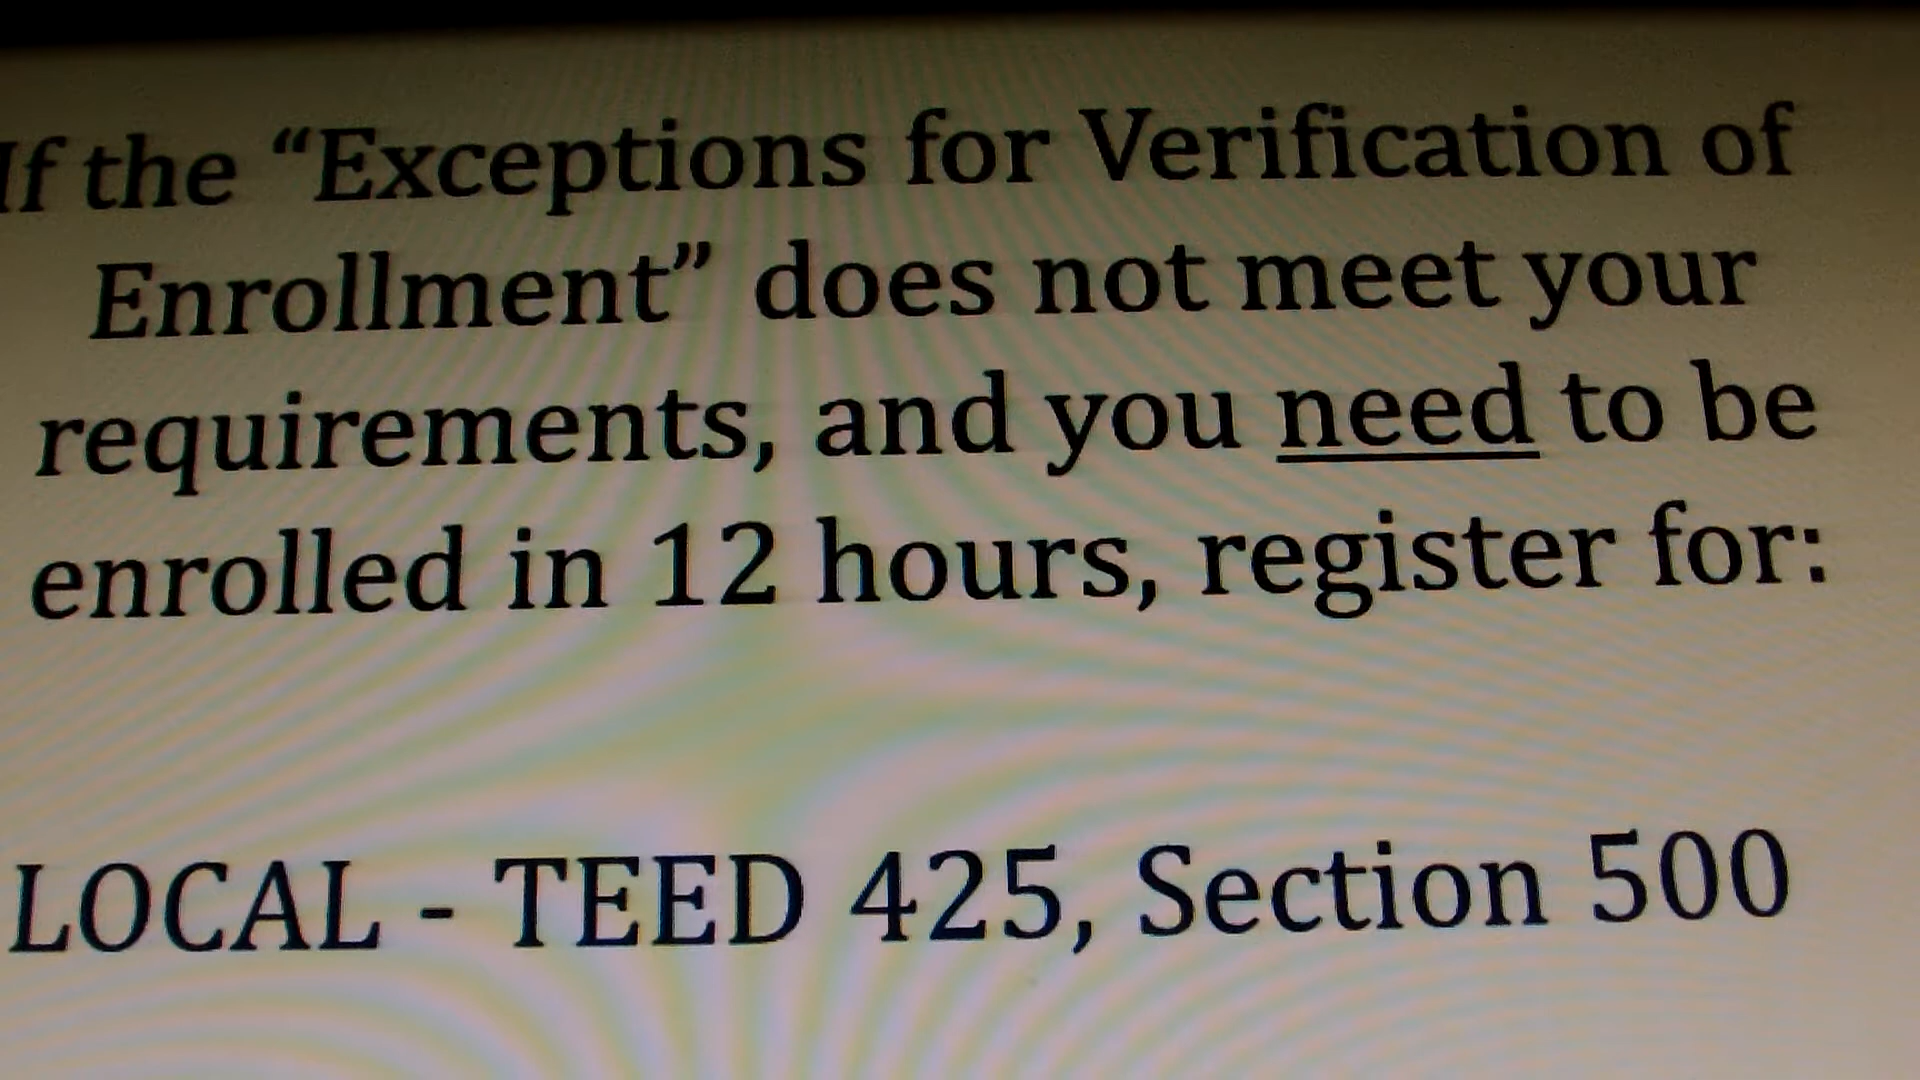 If the “Exceptions for Verification of
Enrollment” does not meet your
requirements, and you need to be
enrolled in 12 hours, register for:
LOCAL - TEED 425, Section 500